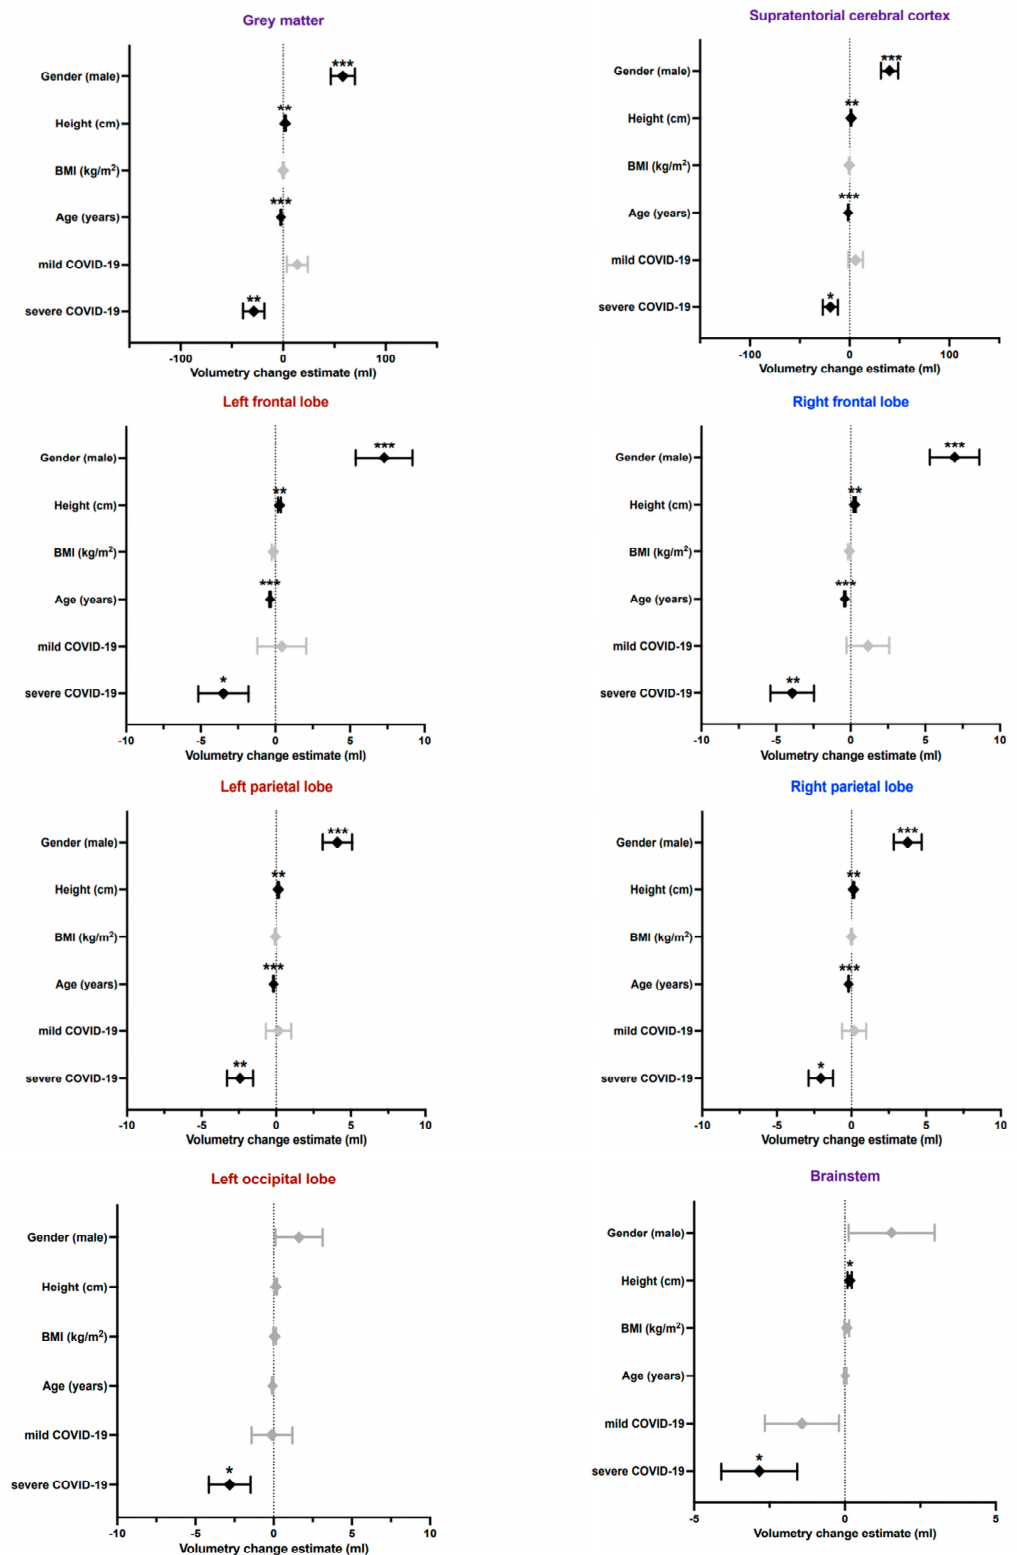 Grey matter
Gender (male)
***
Height (cm)
**
BMI (kg/m²)
Age (years)
***
mild COVID-19
severe COVID-19
**
-100 0 100
Volumetry change estimate (ml)
Supratentorial cerebral cortex
Gender (male)
***
Height (cm)
**
BMI (kg/m²)
Age (years)
***
mild COVID-19
severe COVID-19
*
-100 0 100
Volumetry change estimate (ml)
Left frontal lobe
Gender (male)
***
Height (cm)
**
BMI (kg/m²)
Age (years)
***
mild COVID-19
severe COVID-19
*
-10 -5 0 5 10
Volumetry change estimate (ml)
Right frontal lobe
Gender (male)
***
Height (cm)
**
BMI (kg/m²)
Age (years)
***
mild COVID-19
severe COVID-19
**
-10 -5 0 5 10
Volumetry change estimate (ml)
Left parietal lobe
Gender (male)
***
Height (cm)
**
BMI (kg/m²)
Age (years)
***
mild COVID-19
severe COVID-19
**
-10 -5 0 5 10
Volumetry change estimate (ml)
Right parietal lobe
Gender (male)
***
Height (cm)
**
BMI (kg/m²)
Age (years)
***
mild COVID-19
severe COVID-19
*
-10 -5 0 5 10
Volumetry change estimate (ml)
Left occipital lobe
Gender (male)
Height (cm)
BMI (kg/m²)
Age (years)
mild COVID-19
severe COVID-19
*
-10 -5 0 5 10
Volumetry change estimate (ml)
Brainstem
Gender (male)
Height (cm)
*
BMI (kg/m²)
Age (years)
mild COVID-19
severe COVID-19
*
-5 0 5
Volumetry change estimate (ml)